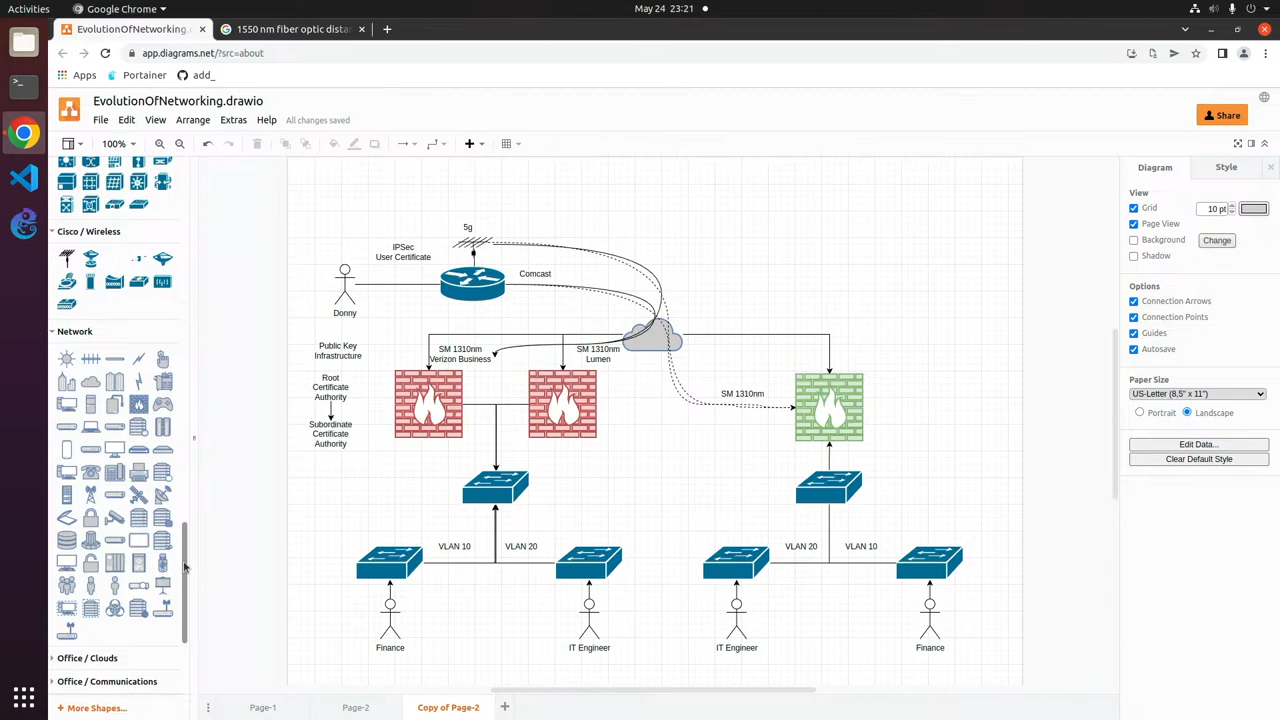 Activities
Google Chrome
May 24 23:21
EvolutionOfNetworking.
1550 nm fiber optic dista
app.diagrams.net/?src=about
Apps
Portainer
add_
EvolutionOfNetworking.drawio
Share
File Edit View Arrange Extras Help All changes saved
100%
Diagram
Style
Cisco / Wireless
Network
Office / Clouds
Office / Communications
+ More Shapes...
5g
IPSec
User Certificate
Comcast
Donny
Public Key
Infrastructure
SM 1310nm
Verizon Business
SM 1310nm
Lumen
Root
Certificate
Authority
SM 1310nm
Subordinate
Certificate
Authority
VLAN 10
VLAN 20
VLAN 20
VLAN 10
Finance
IT Engineer
IT Engineer
Finance
Page-1
Page-2
Copy of Page-2
View
Grid
10 pt
Page View
Background
Change
Shadow
Options
Connection Arrows
Connection Points
Guides
Autosave
Paper Size
US-Letter (8,5" x 11")
Portrait
Landscape
Edit Data...
Clear Default Style